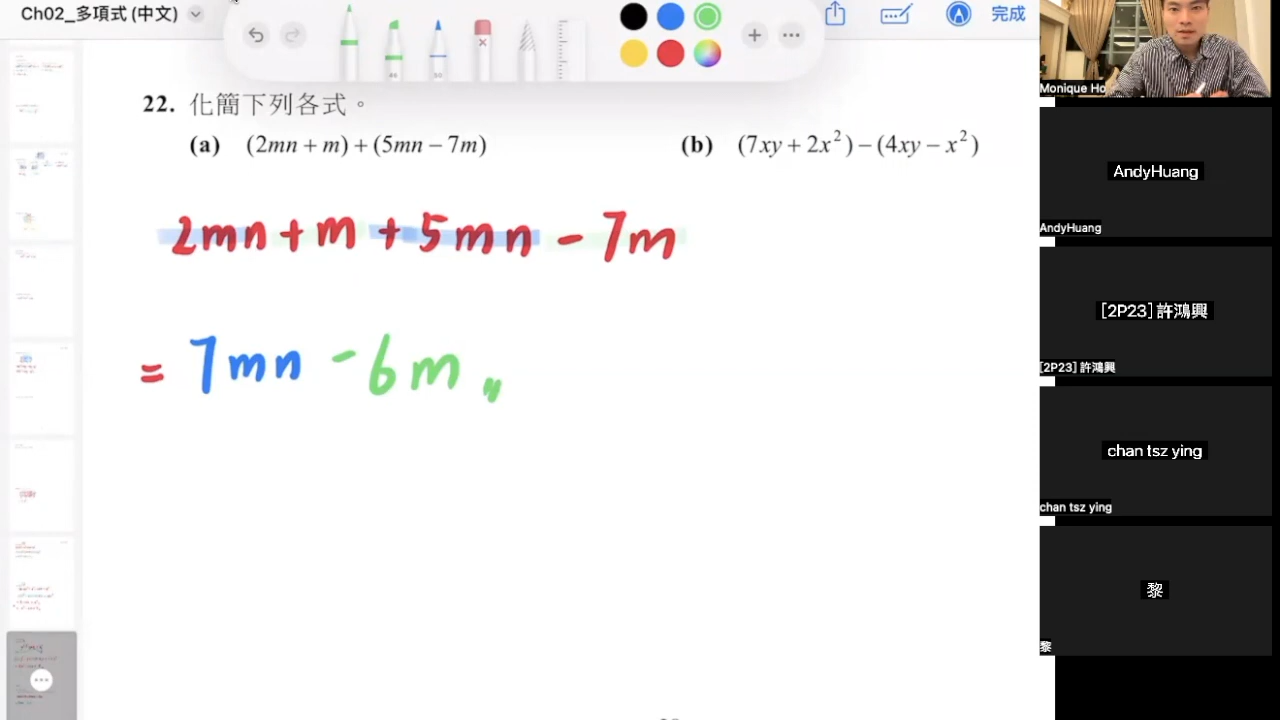 Ch02_多項式 (中文)
完成
22. 化簡下列各式。
(a) (2mn + m) + (5mn − 7m)
(b) (7xy + 2x²) − (4xy − x²)
2mn + m + 5mn − 7m
= 7mn − 6m
Monique Ho
AndyHuang
AndyHuang
[2P23] 許鴻興
[2P23] 許鴻興
chan tsz ying
chan tsz ying
黎
黎